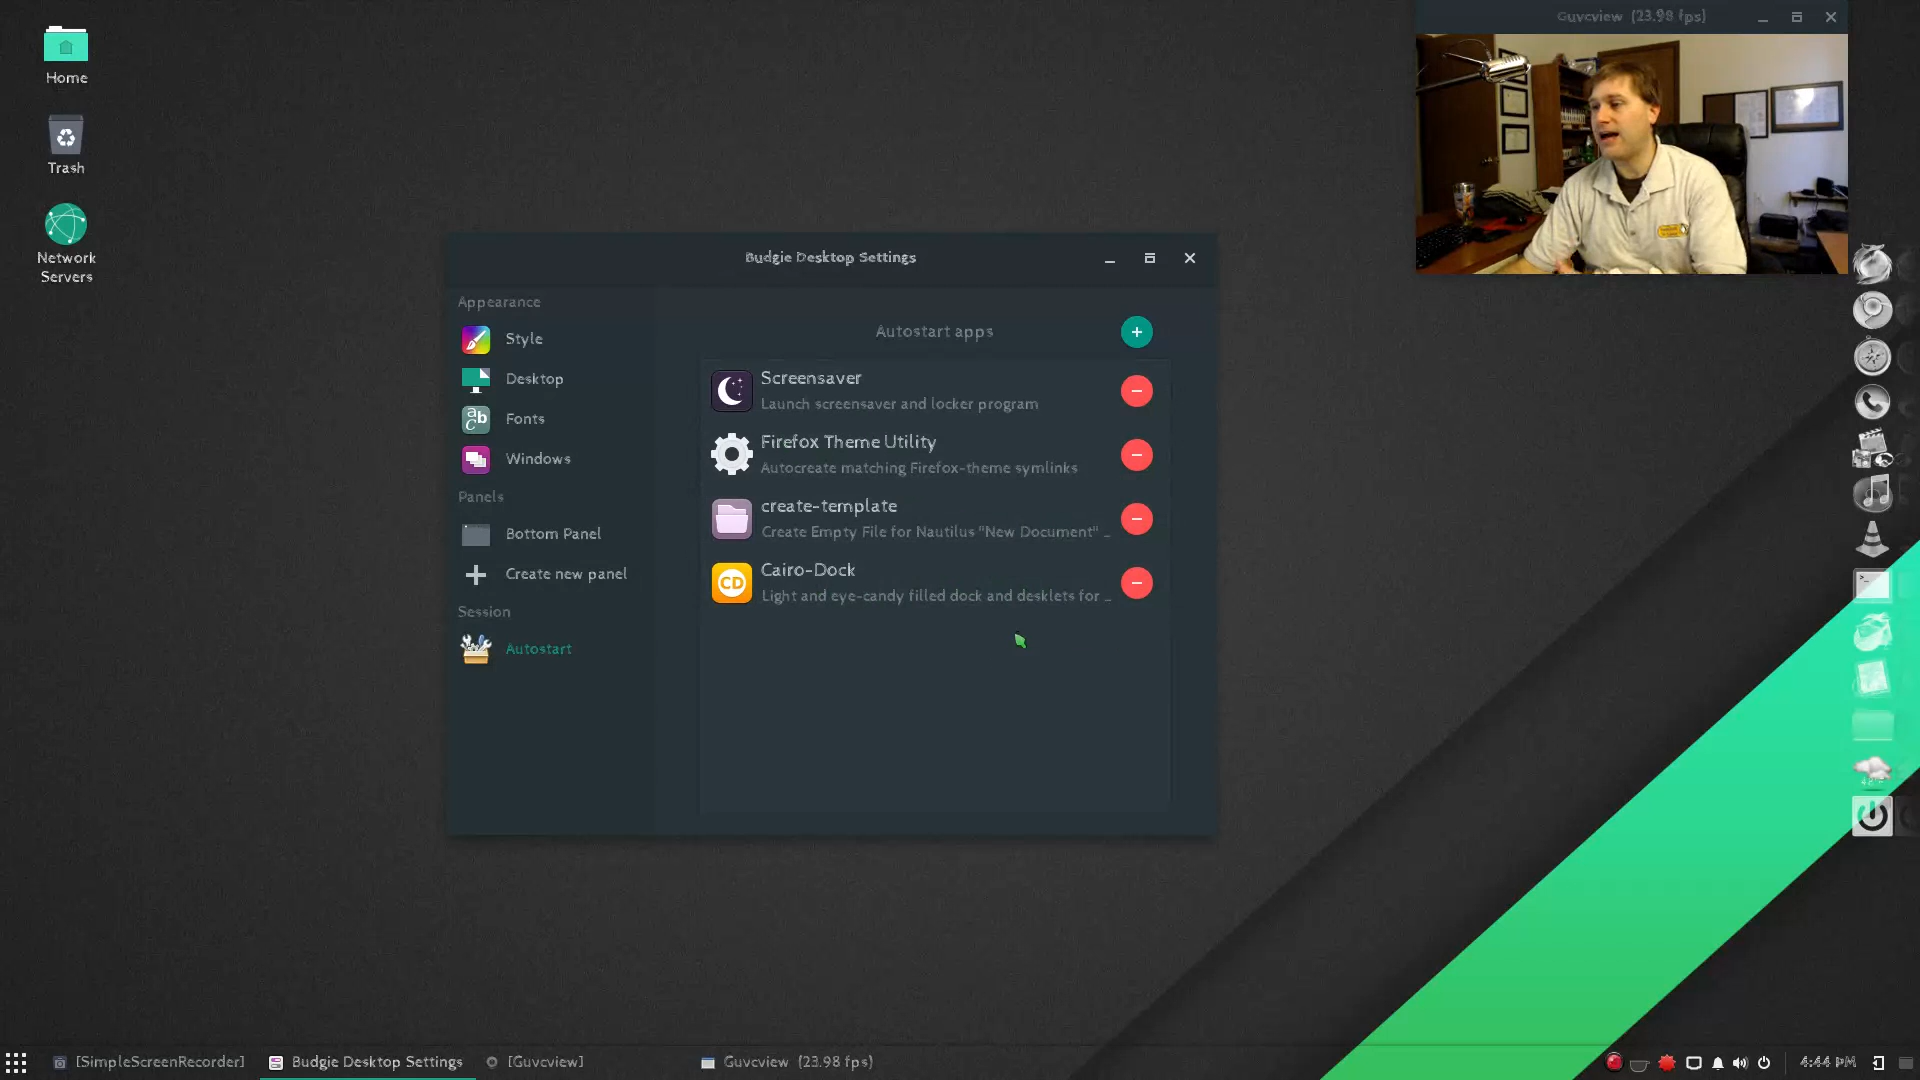 Guvcview (23.98 fps)
Home
Trash
Network
Servers
Budgie Desktop Settings
Appearance
Style
Desktop
Fonts
Windows
Panels
Bottom Panel
Create new panel
Session
Autostart
Autostart apps
Screensaver
Launch screensaver and locker program
Firefox Theme Utility
Autocreate matching Firefox-theme symlinks
create-template
Create Empty File for Nautilus "New Document" ...
CD
Cairo-Dock
Light and eye-candy filled dock and desklets for ...
[SimpleScreenRecorder]
Budgie Desktop Settings
[Guvcview]
Guvcview (23.98 fps)
4:44 PM